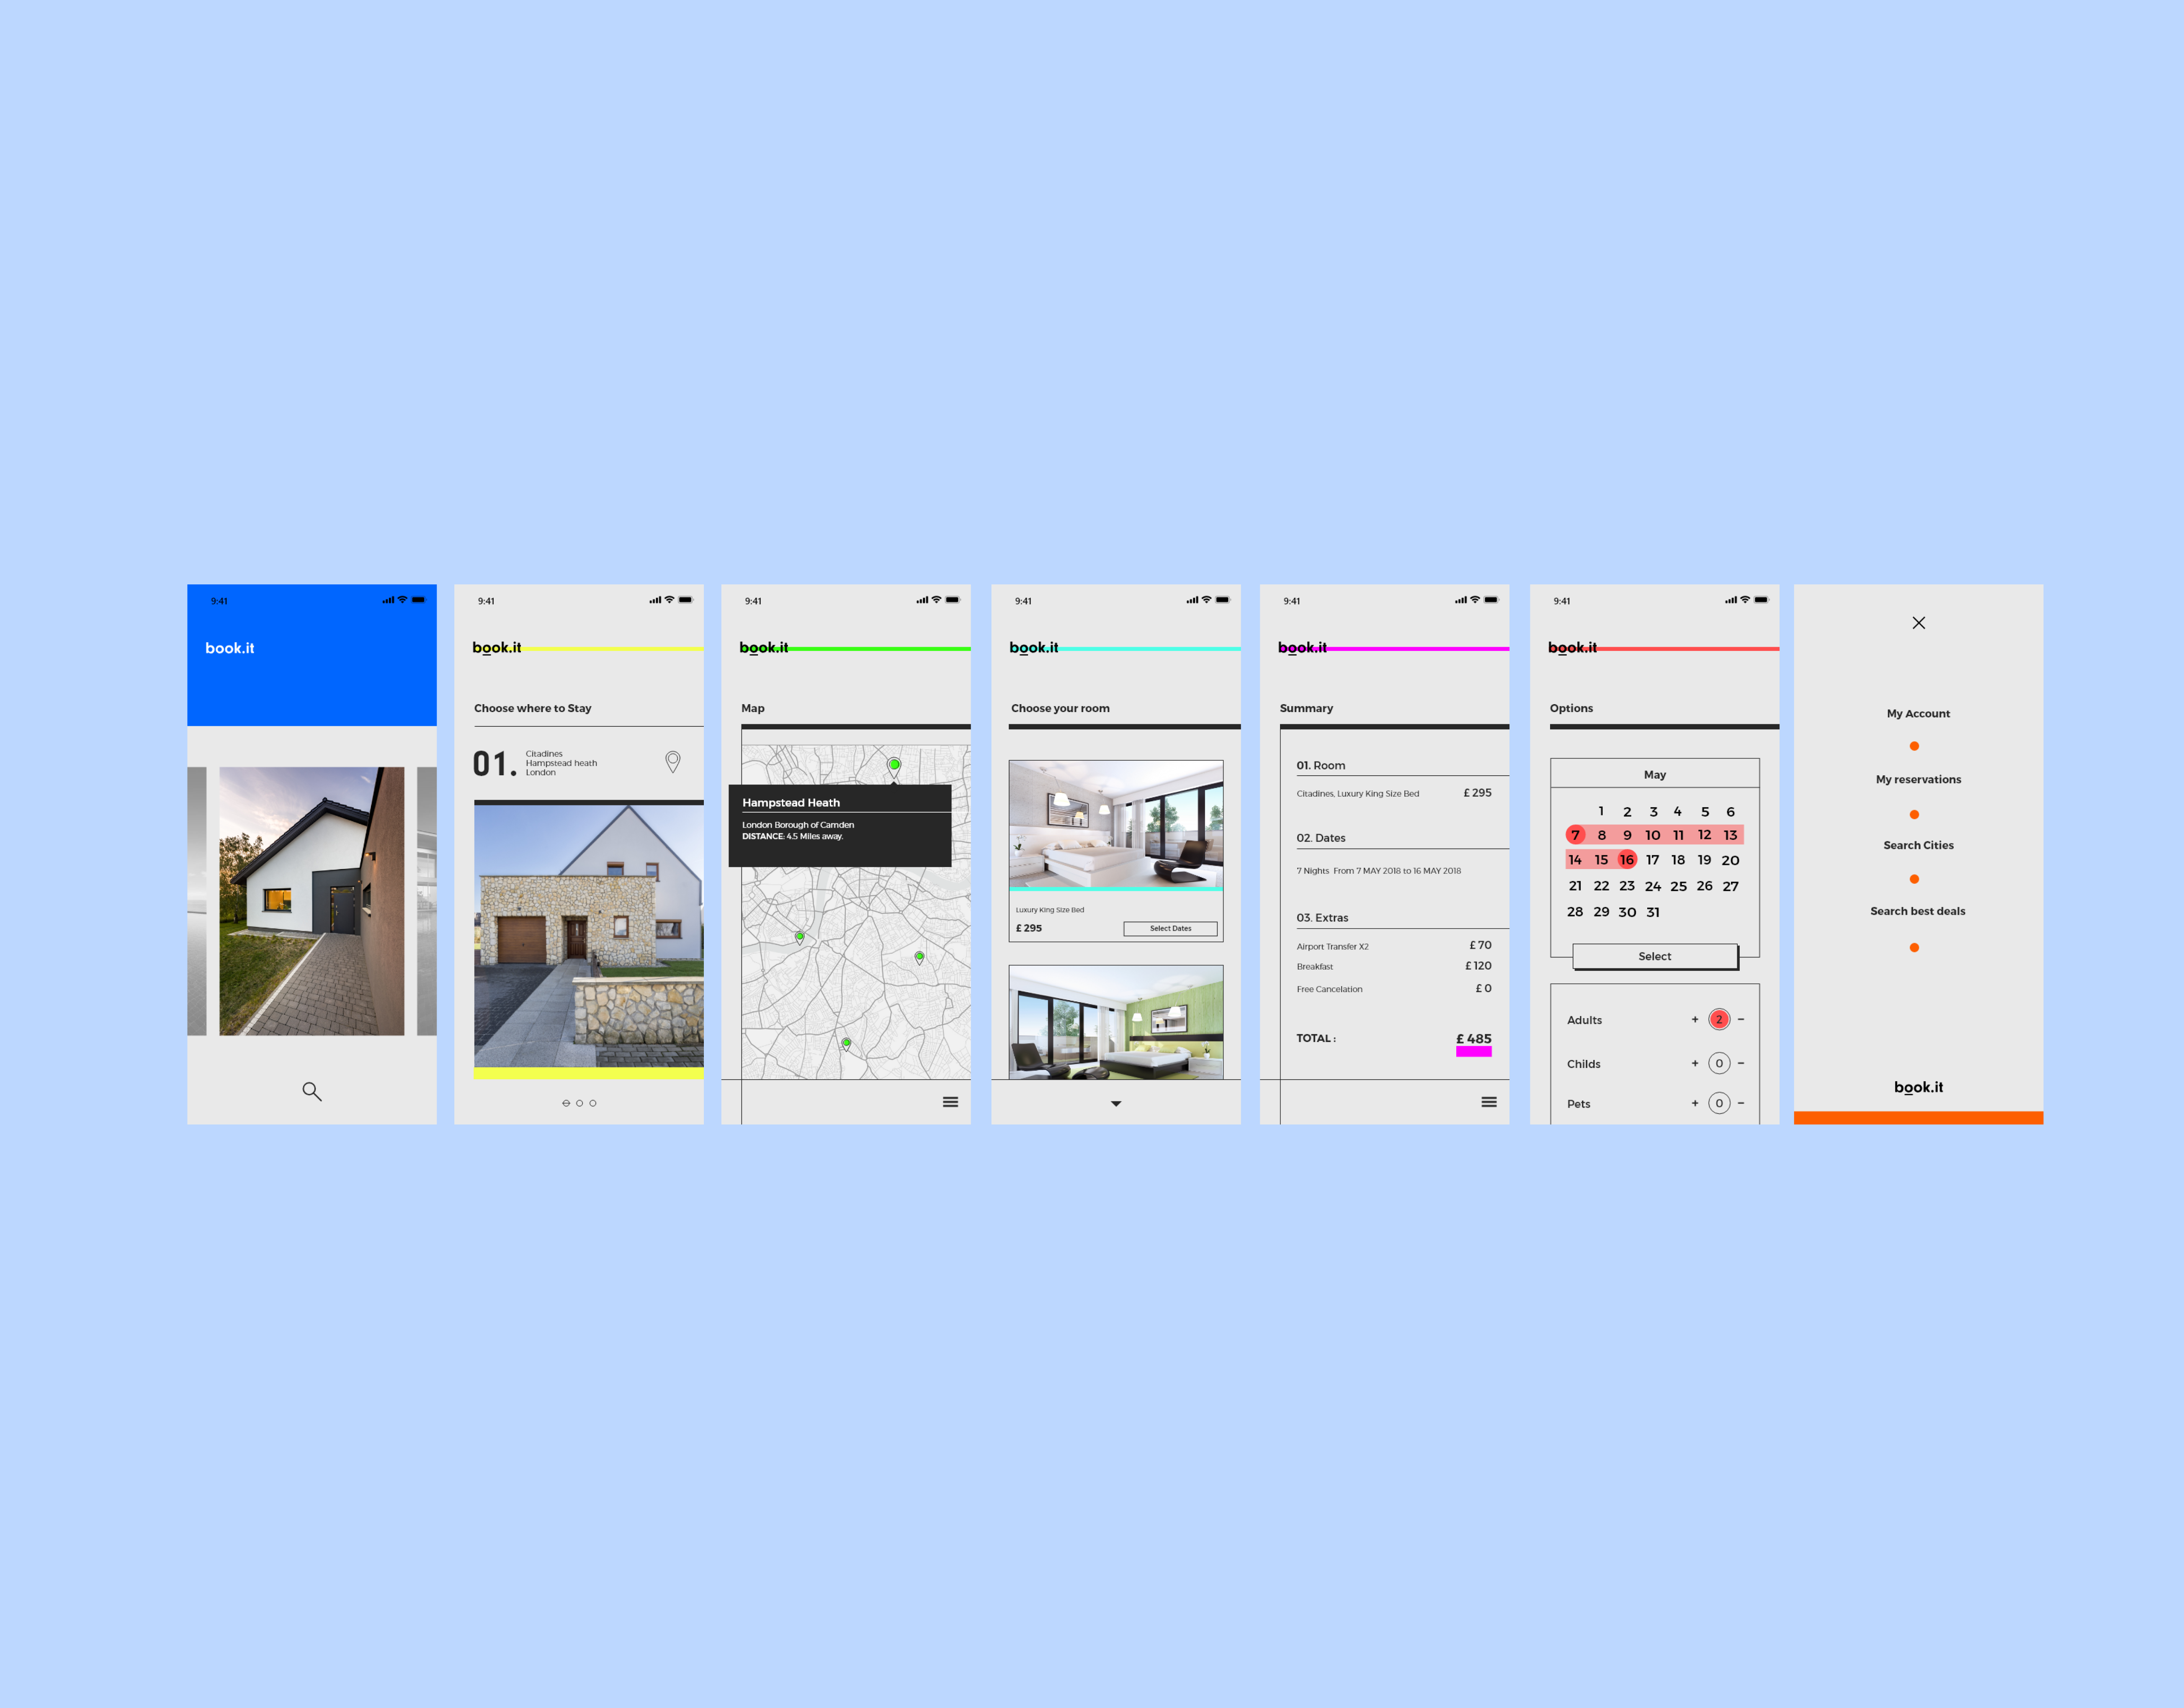 9:41
book.it
9:41
book.it
Choose where to Stay
01.
Citadines
Hampstead heath
London
9:41
book.it
Map
Hampstead Heath
London Borough of Camden
DISTANCE: 4.5 Miles away.
9:41
book.it
Choose your room
Luxury King Size Bed
£ 295
Select Dates
9:41
book.it
Summary
01. Room
Citadines, Luxury King Size Bed £ 295
02. Dates
7 Nights From 7 MAY 2018 to 16 MAY 2018
03. Extras
Airport Transfer X2 £ 70
Breakfast £ 120
Free Cancelation £ 0
TOTAL : £ 485
9:41
book.it
Options
May
1 2 3 4 5 6
7 8 9 10 11 12 13
14 15 16 17 18 19 20
21 22 23 24 25 26 27
28 29 30 31
Select
Adults + 2 -
Childs + 0 -
Pets + 0 -
My Account
My reservations
Search Cities
Search best deals
book.it